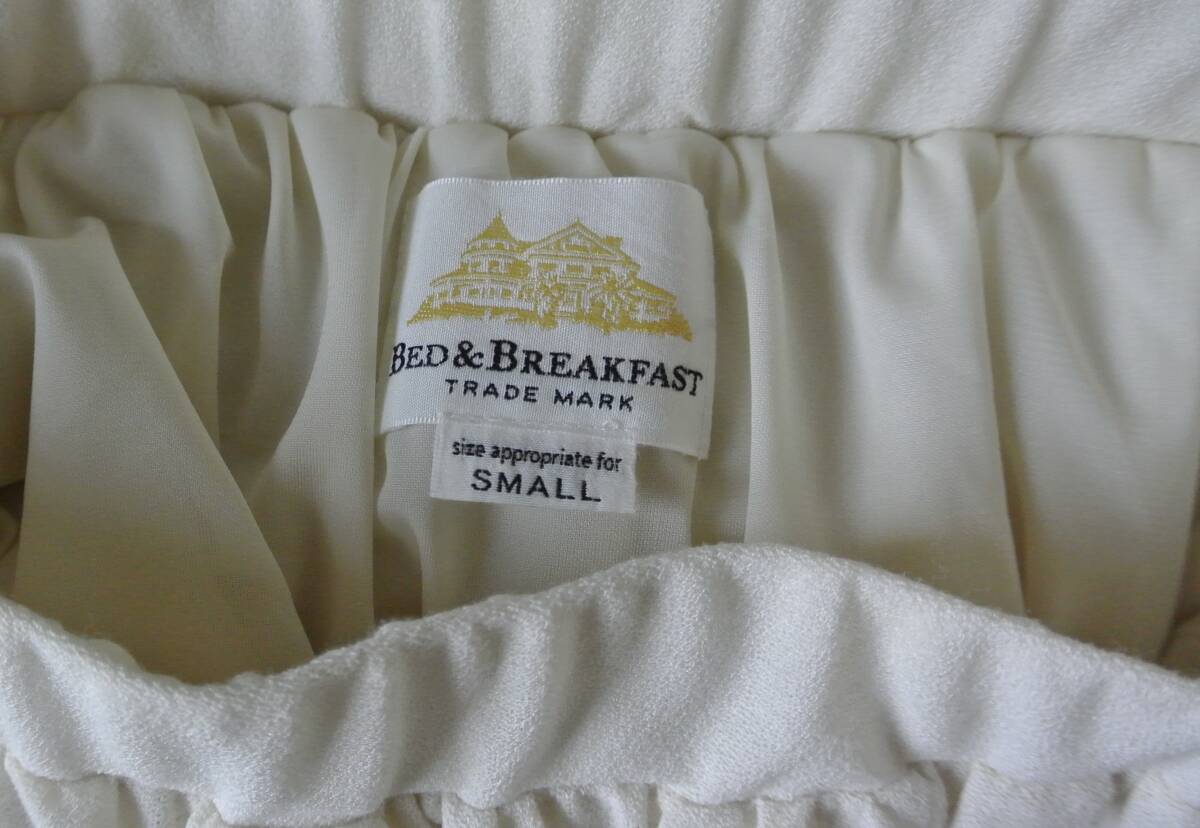 BED & BREAKFAST
TRADE MARK
size appropriate for
SMALL